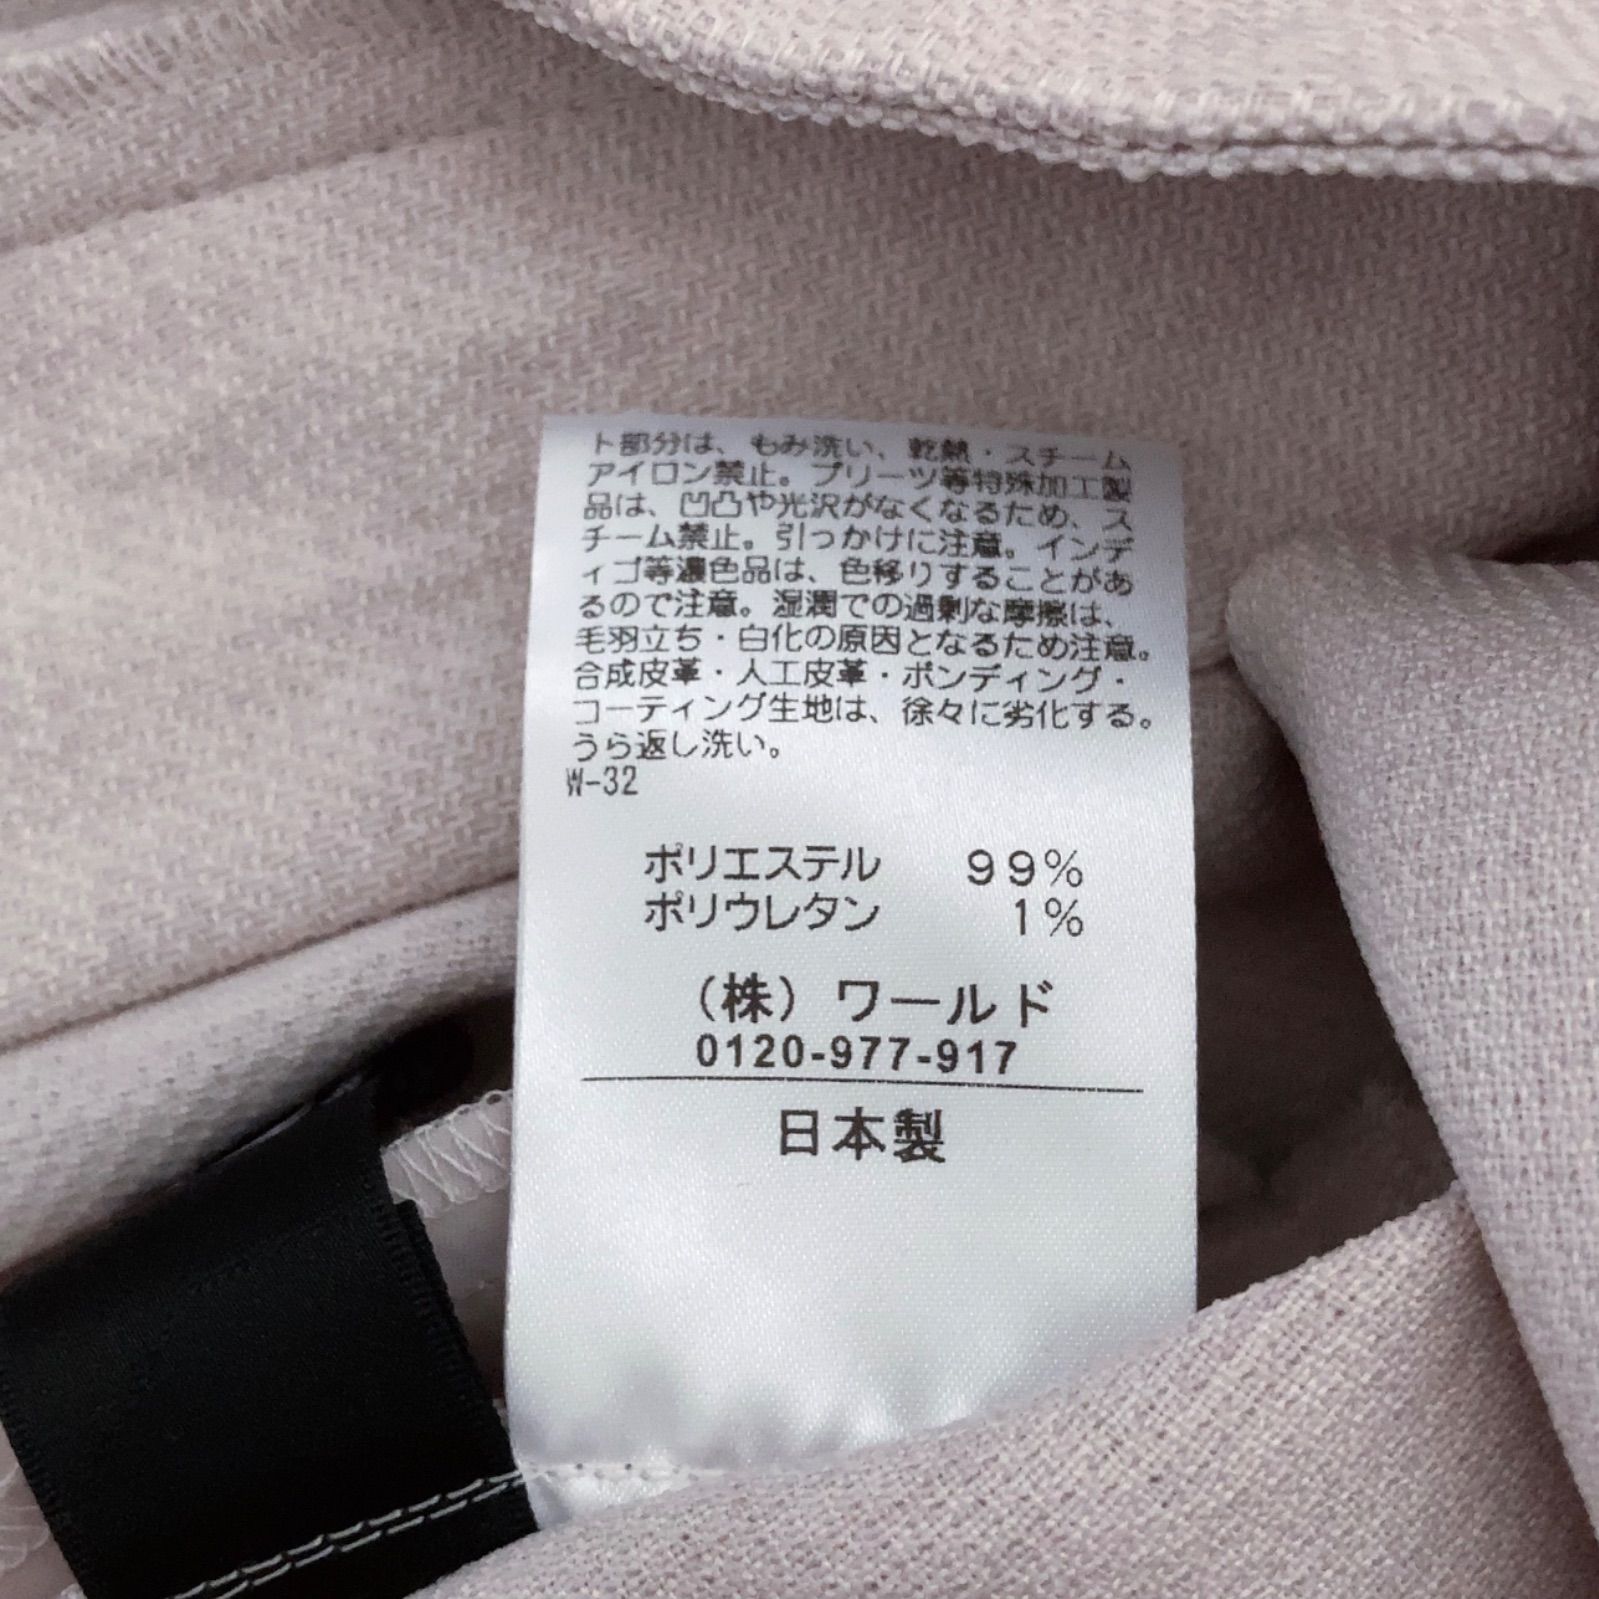 ト部分は、もみ洗い、乾熱・スチーム
アイロン禁止。プリーツ等特殊加工製
品は、凹凸や光沢がなくなるため、ス
チーム禁止。引っかけに注意。インデ
ィゴ等濃色品は、色移りすることがあ
るので注意。湿潤での過剰な摩擦は、
毛羽立ち・白化の原因となるため注意。
合成皮革・人工皮革・ボンディング・
コーティング生地は、徐々に劣化する。
うら返し洗い。
W-32
ポリエステル 99%
ポリウレタン 1%
(株)ワールド
0120-977-917
日本製